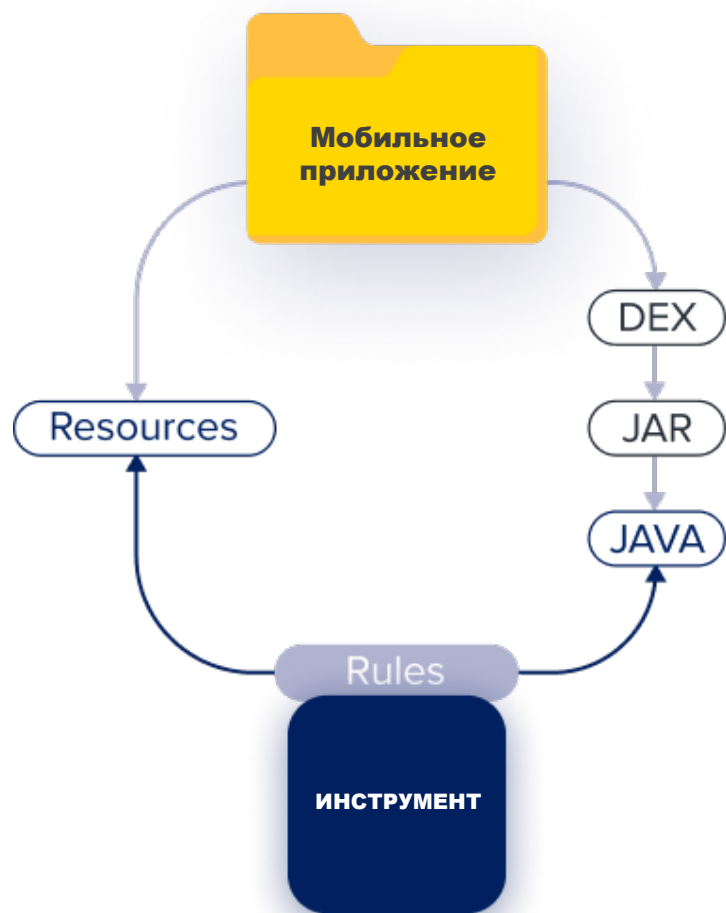 Мобильное
приложение
DEX
Resources
JAR
JAVA
Rules
ИНСТРУМЕНТ